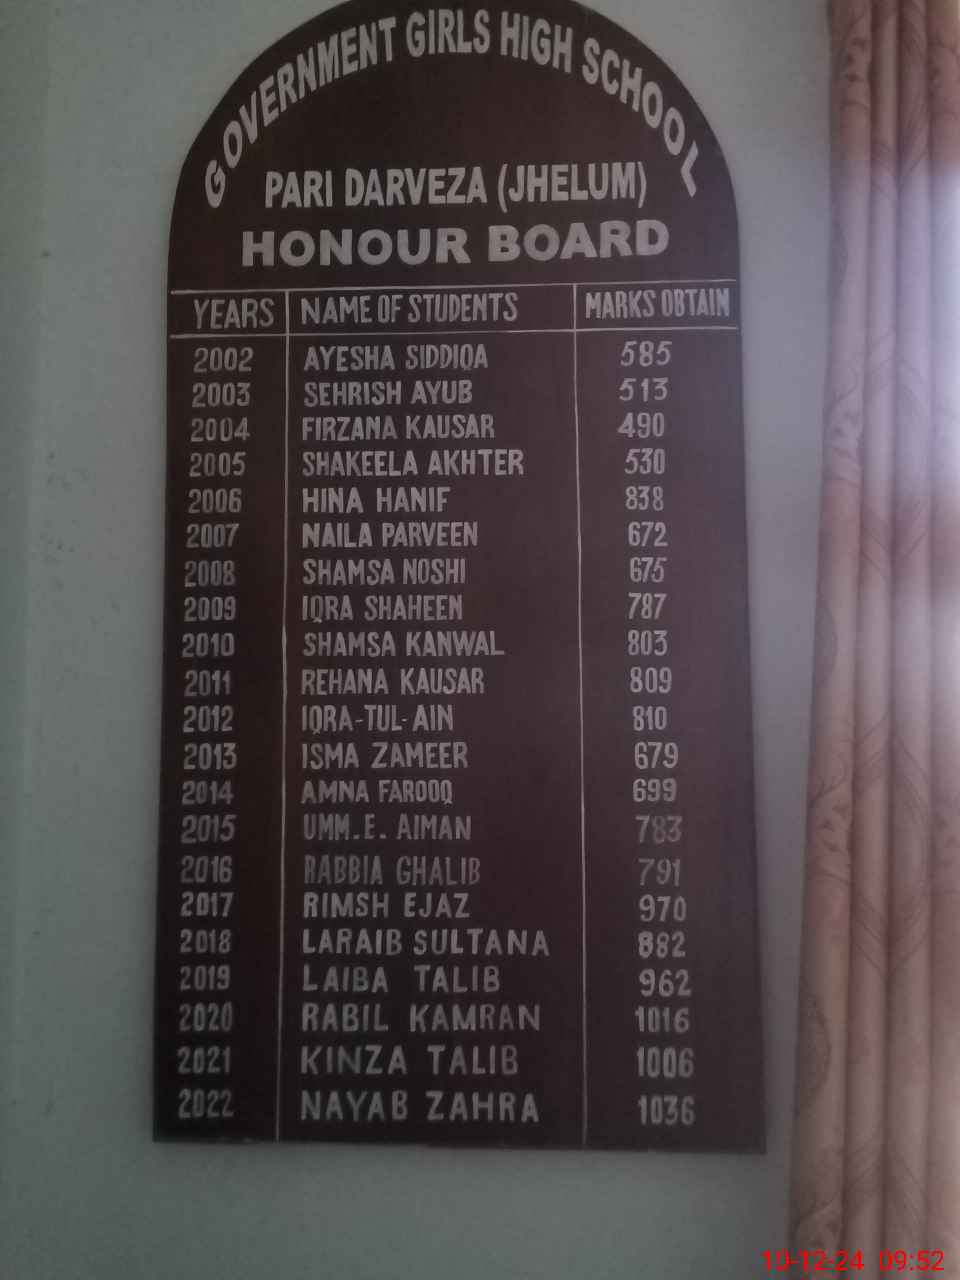 GOVERNMENT GIRLS HIGH SCHOOL
PARI DARVEZA (JHELUM)
HONOUR BOARD
YEARS NAME OF STUDENTS MARKS OBTAIN
2002 AYESHA SIDDIQA 585
2003 SEHRISH AYUB 513
2004 FIRZANA KAUSAR 490
2005 SHAKEELA AKHTER 530
2006 HINA HANIF 838
2007 NAILA PARVEEN 672
2008 SHAMSA NOSHI 675
2009 IQRA SHAHEEN 787
2010 SHAMSA KANWAL 803
2011 REHANA KAUSAR 809
2012 IQRA-TUL-AIN 810
2013 ISMA ZAMEER 679
2014 AMNA FAROOQ 699
2015 UMM.E. AIMAN 783
2016 RABBIA GHALIB 791
2017 RIMSH EJAZ 970
2018 LARAIB SULTANA 882
2019 LAIBA TALIB 962
2020 RABIL KAMRAN 1016
2021 KINZA TALIB 1006
2022 NAYAB ZAHRA 1036
10-12-24 09:52